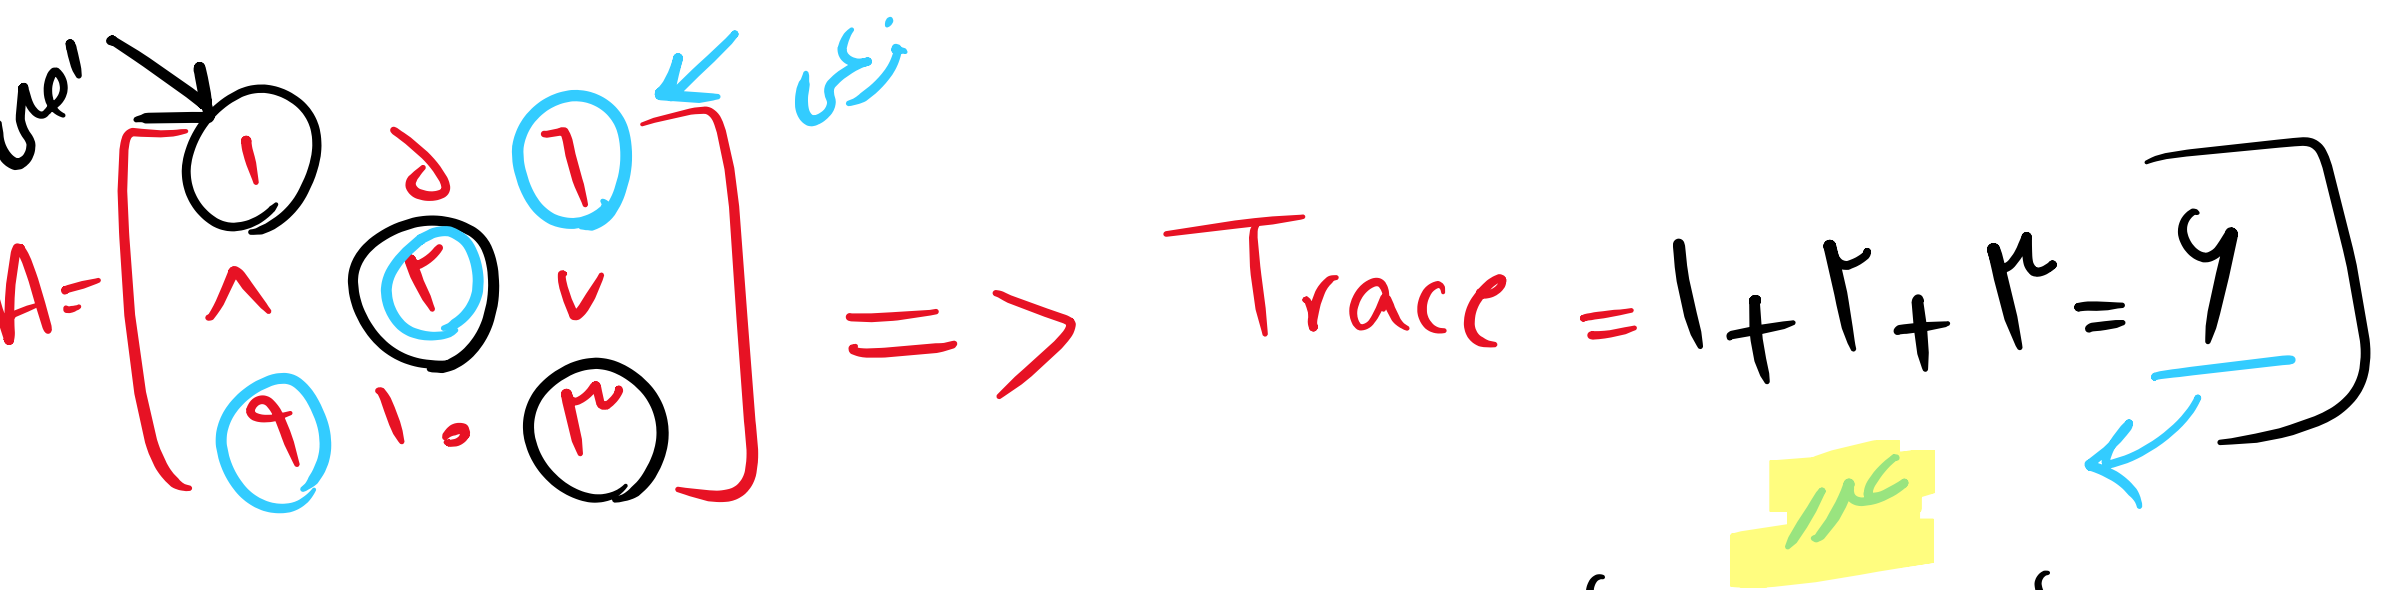 اصلی
فرعی
A = [ ۱ ۵ ۶
۸ ۲ ۷
۹ ۱۰ ۳ ] => Trace = ۱ + ۲ + ۳ = ۶